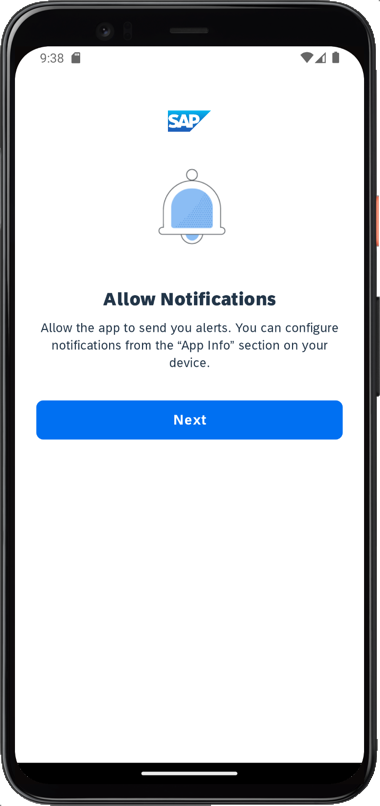 9:38
SAP
Allow Notifications
Allow the app to send you alerts. You can configure
notifications from the “App Info” section on your
device.
Next